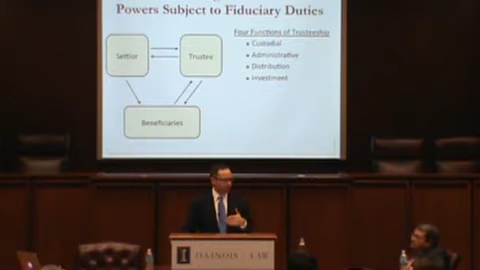 Powers Subject to Fiduciary Duties
Four Functions of Trusteeship
• Custodial
• Administrative
• Distribution
• Investment
Settlor
Trustee
Beneficiaries
I ILLINOIS LAW